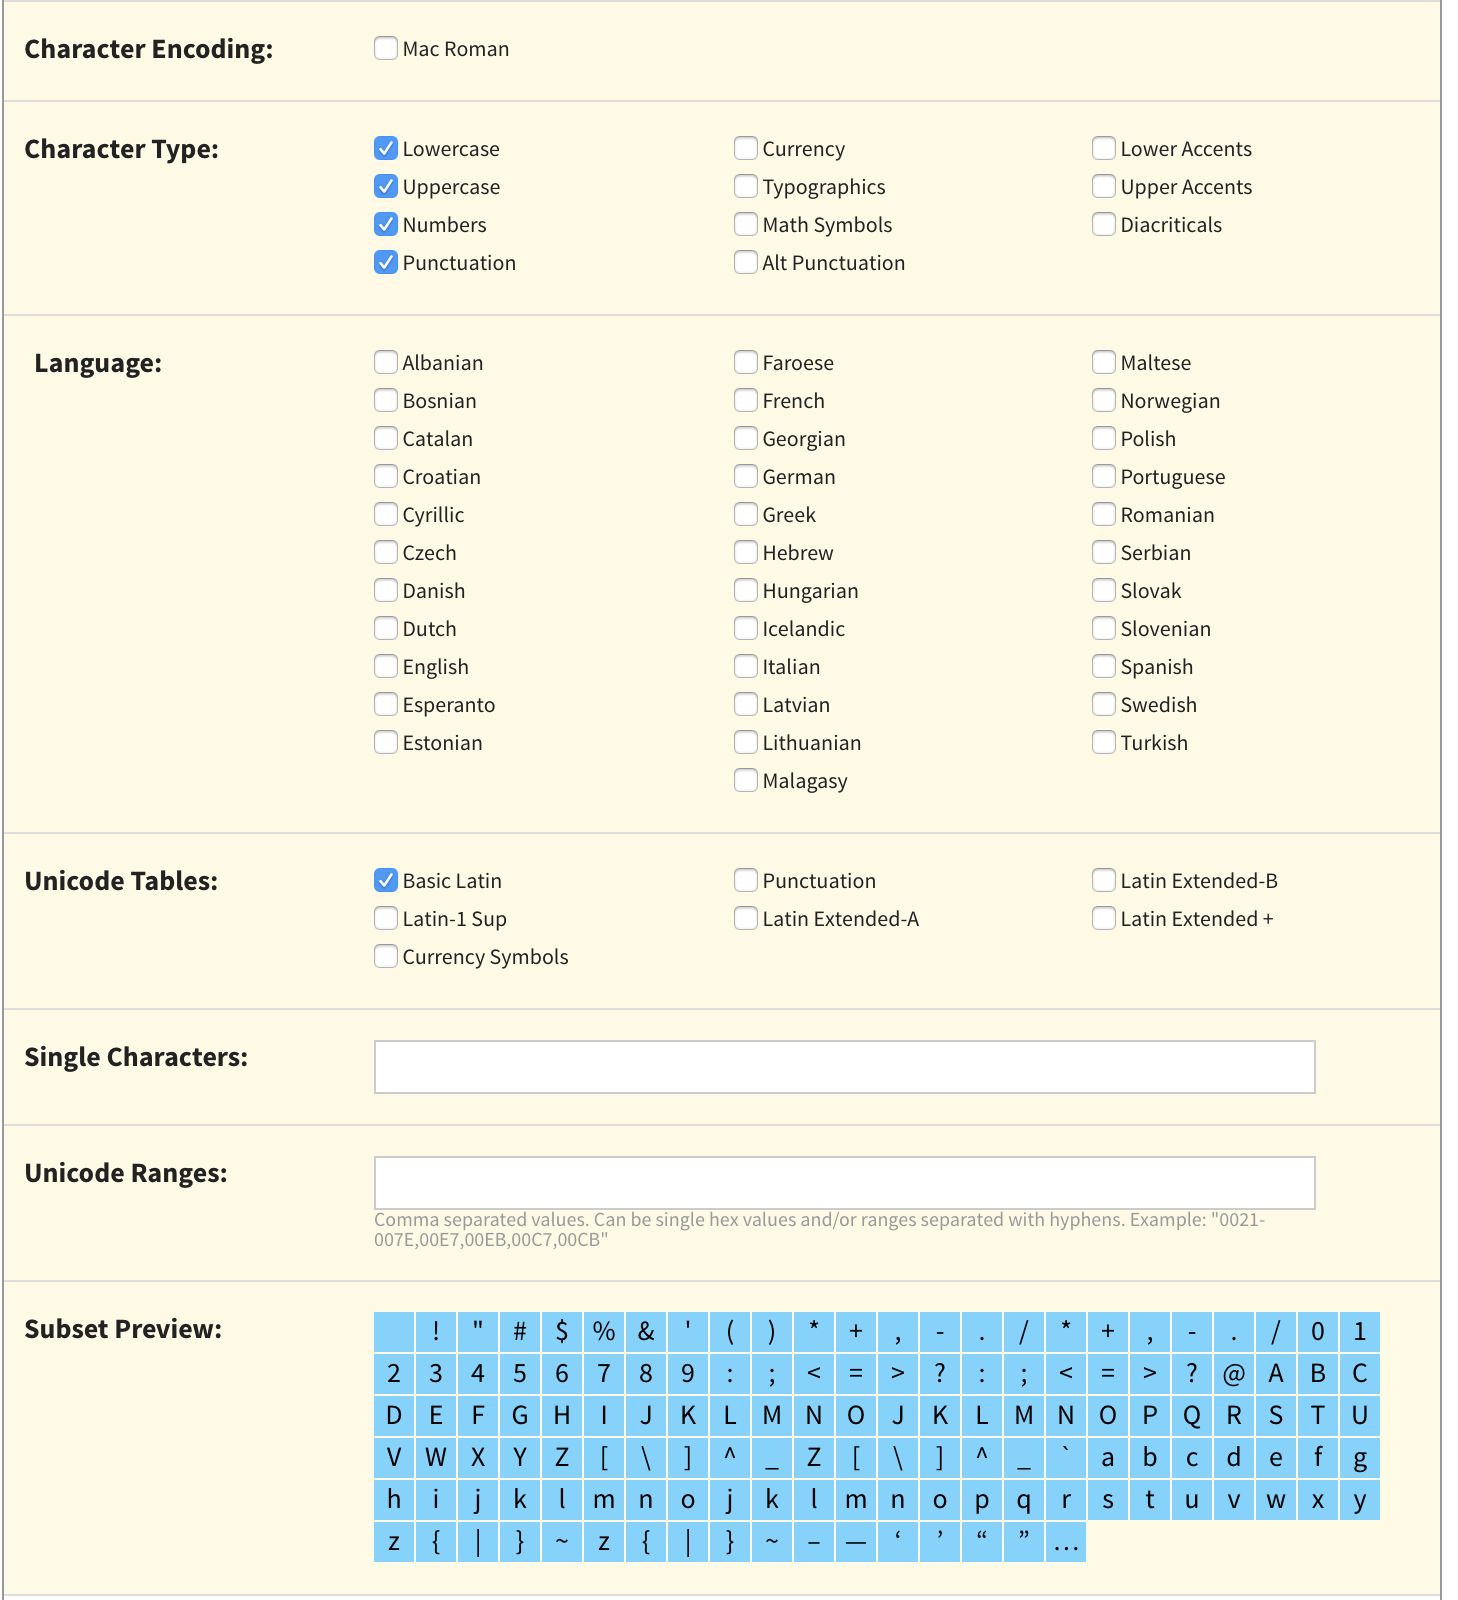 Character Encoding:
Mac Roman
Character Type:
Lowercase Currency Lower Accents
Uppercase Typographics Upper Accents
Numbers Math Symbols Diacriticals
Punctuation Alt Punctuation
Language:
Albanian Faroese Maltese
Bosnian French Norwegian
Catalan Georgian Polish
Croatian German Portuguese
Cyrillic Greek Romanian
Czech Hebrew Serbian
Danish Hungarian Slovak
Dutch Icelandic Slovenian
English Italian Spanish
Esperanto Latvian Swedish
Estonian Lithuanian Turkish
Malagasy
Unicode Tables:
Basic Latin Punctuation Latin Extended-B
Latin-1 Sup Latin Extended-A Latin Extended +
Currency Symbols
Single Characters:
Unicode Ranges:
Comma separated values. Can be single hex values and/or ranges separated with hyphens. Example: "0021-
007E,00E7,00EB,00C7,00CB"
Subset Preview:
! " # $ % & ' ( ) * + , - . / * + , - . / 0 1
2 3 4 5 6 7 8 9 : ; < = > ? : ; < = > ? @ A B C
D E F G H I J K L M N O J K L M N O P Q R S T U
V W X Y Z [ \ ] ^ _ Z [ \ ] ^ _ ` a b c d e f g
h i j k l m n o j k l m n o p q r s t u v w x y
z { | } ~ z { | } ~ – — ‘ ’ “ ” …